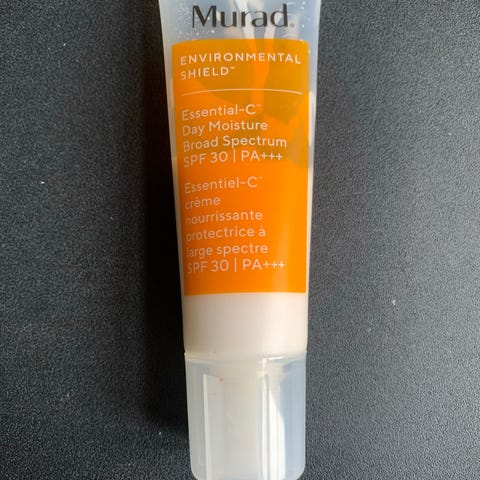 Murad.
ENVIRONMENTAL
SHIELD™
Essential-C™
Day Moisture
Broad Spectrum
SPF 30 | PA+++
Essentiel-C™
crème
nourrissante
protectrice à
large spectre
SPF 30 | PA+++